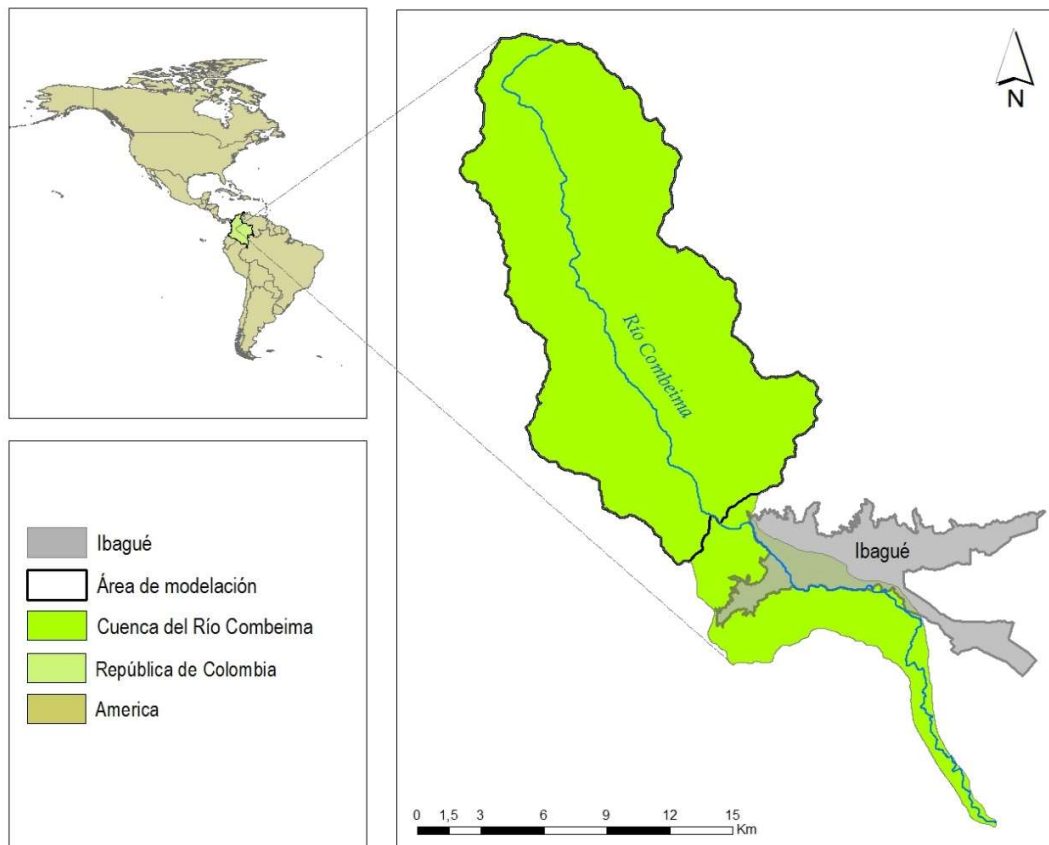 N
Río Combeima
Ibagué
Ibagué
Área de modelación
Cuenca del Río Combeima
República de Colombia
America
0 1,5 3 6 9 12 15
Km